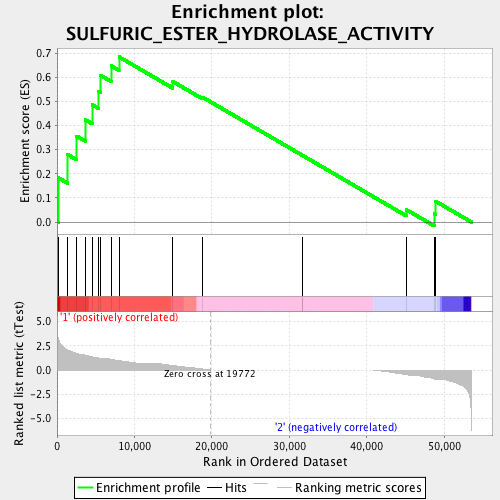 Enrichment plot:
SULFURIC_ESTER_HYDROLASE_ACTIVITY
Enrichment score (ES)
0.7
0.6
0.5
0.4
0.3
0.2
0.1
0.0
'1' (positively correlated)
Ranked list metric (tTest)
5.0
2.5
0.0
-2.5
-5.0
Zero cross at 19772
'2' (negatively correlated)
0
10,000
20,000
30,000
40,000
50,000
Rank in Ordered Dataset
Enrichment profile
Hits
Ranking metric scores